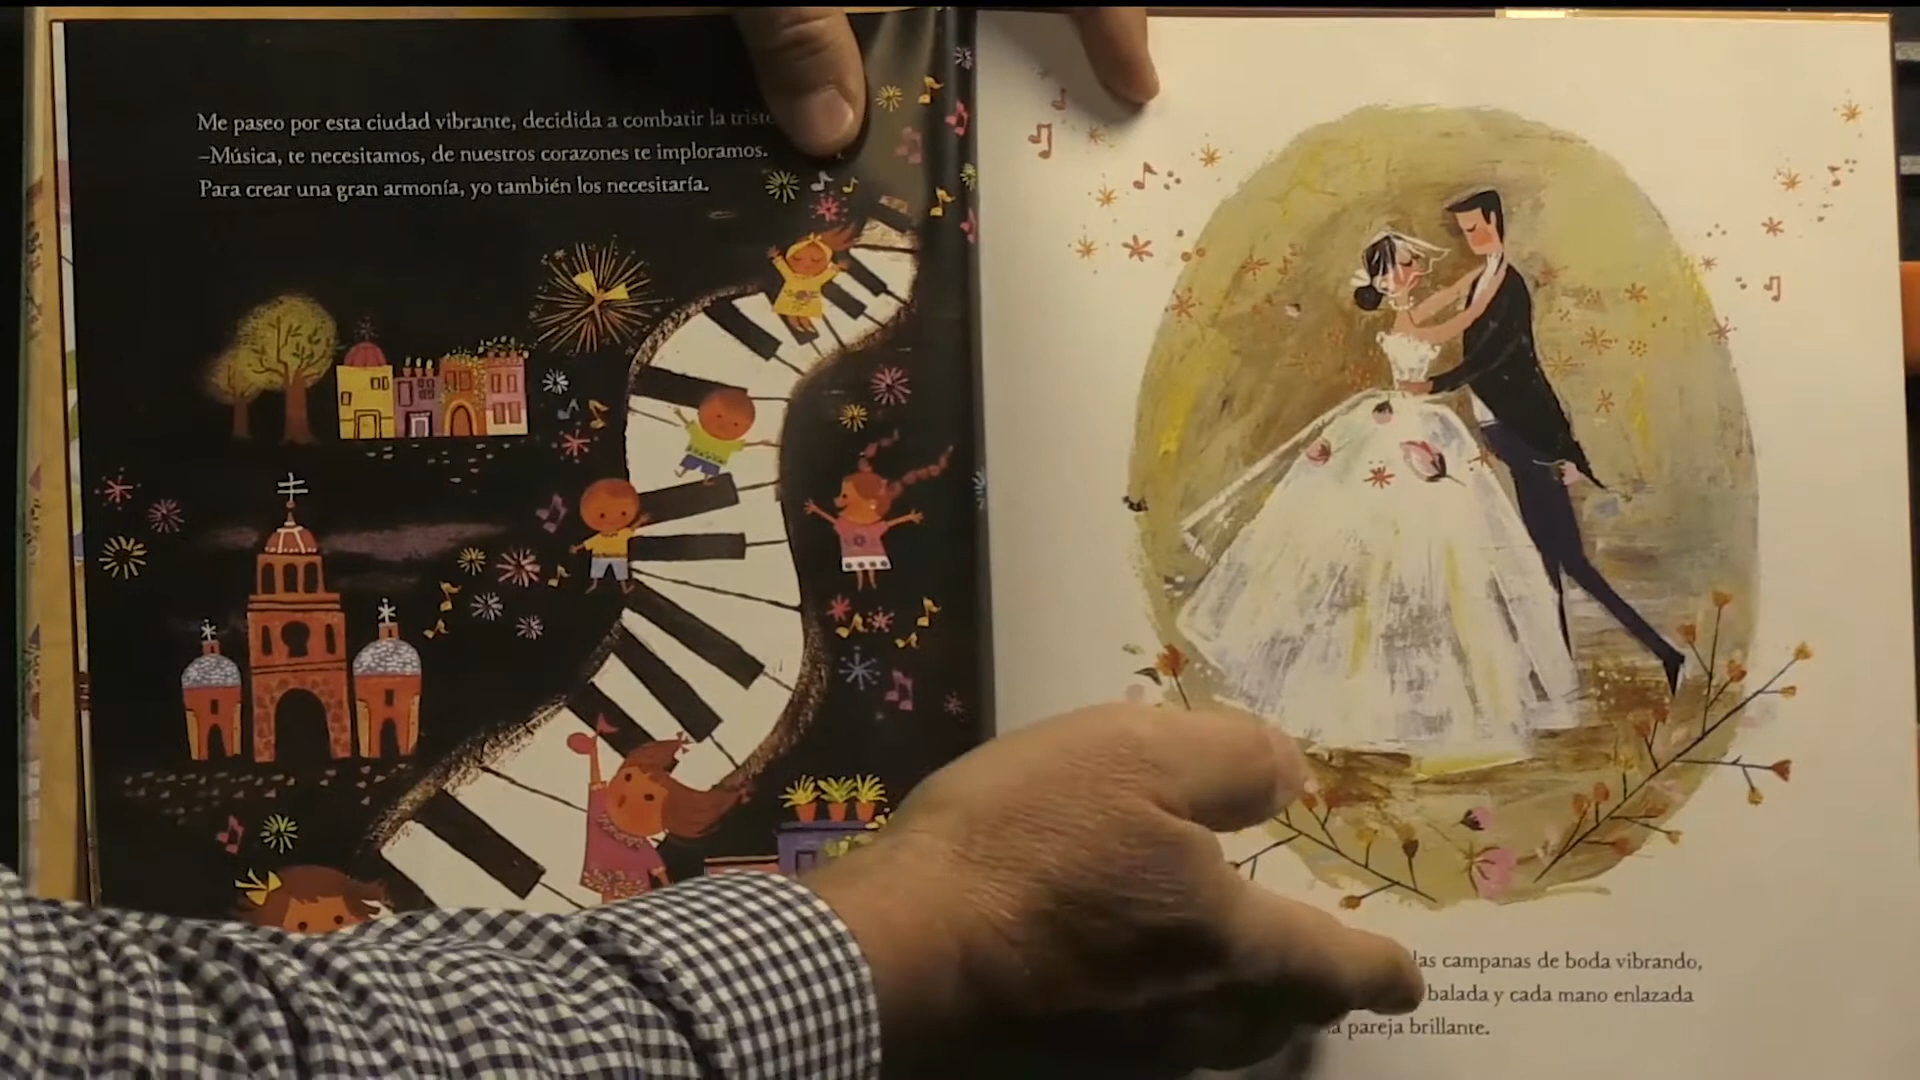 Me paseo por esta ciudad vibrante, decidida a combatir la
–Música, te necesitamos, de nuestros corazones te imploramos.
Para crear una gran armonía, yo también los necesitaría.
las campanas de boda vibrando,
balada y cada mano enlazada
pareja brillante.